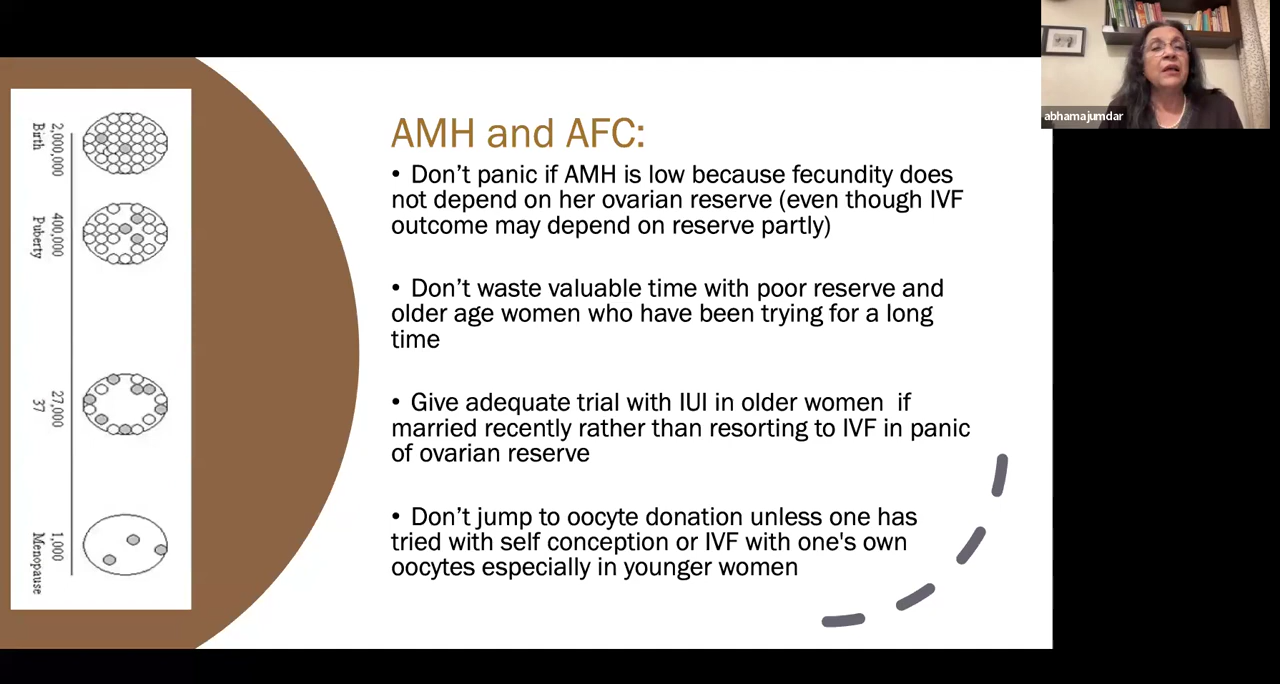 abhamajumdar
AMH and AFC:
• Don’t panic if AMH is low because fecundity does
not depend on her ovarian reserve (even though IVF
outcome may depend on reserve partly)
• Don’t waste valuable time with poor reserve and
older age women who have been trying for a long
time
• Give adequate trial with IUI in older women if
married recently rather than resorting to IVF in panic
of ovarian reserve
• Don’t jump to oocyte donation unless one has
tried with self conception or IVF with one's own
oocytes especially in younger women
2,000,000
Birth
400,000
Puberty
27,000
37
1,000
Menopause